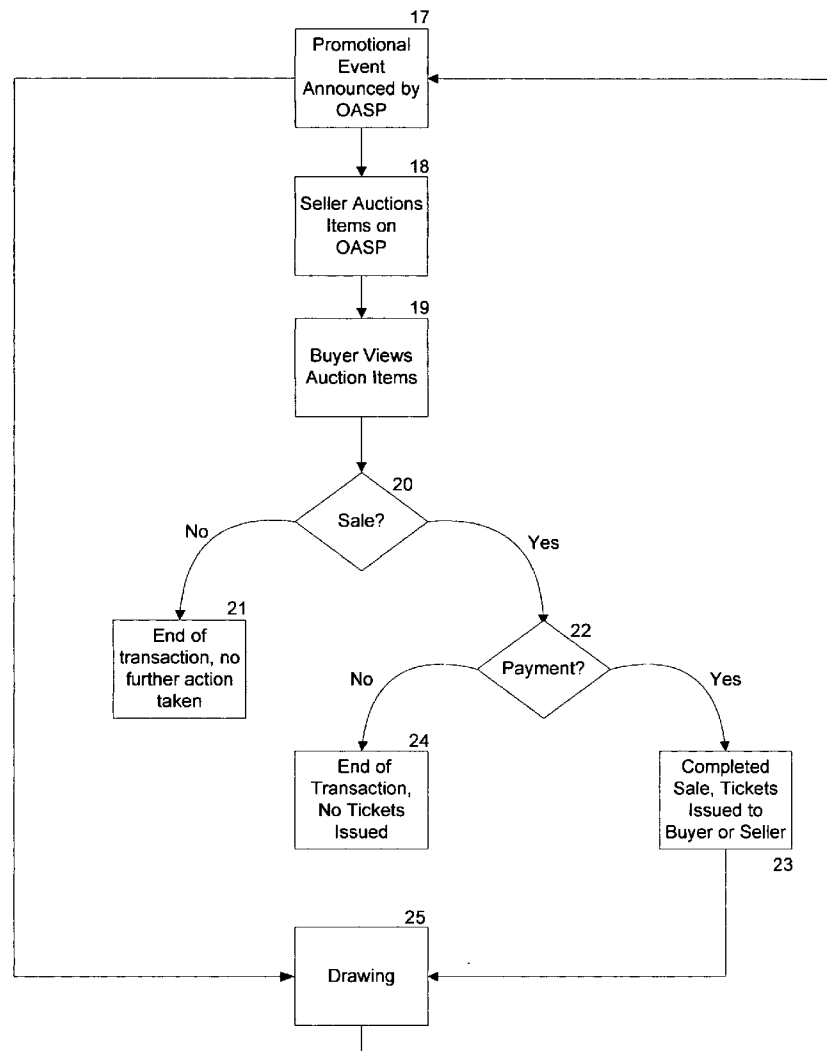 17
Promotional
Event
Announced by
OASP
18
Seller Auctions
Items on
OASP
19
Buyer Views
Auction Items
20
Sale?
No
Yes
21
End of
transaction, no
further action
taken
22
Payment?
No
Yes
24
End of
Transaction,
No Tickets
Issued
Completed
Sale, Tickets
Issued to
Buyer or Seller
23
25
Drawing